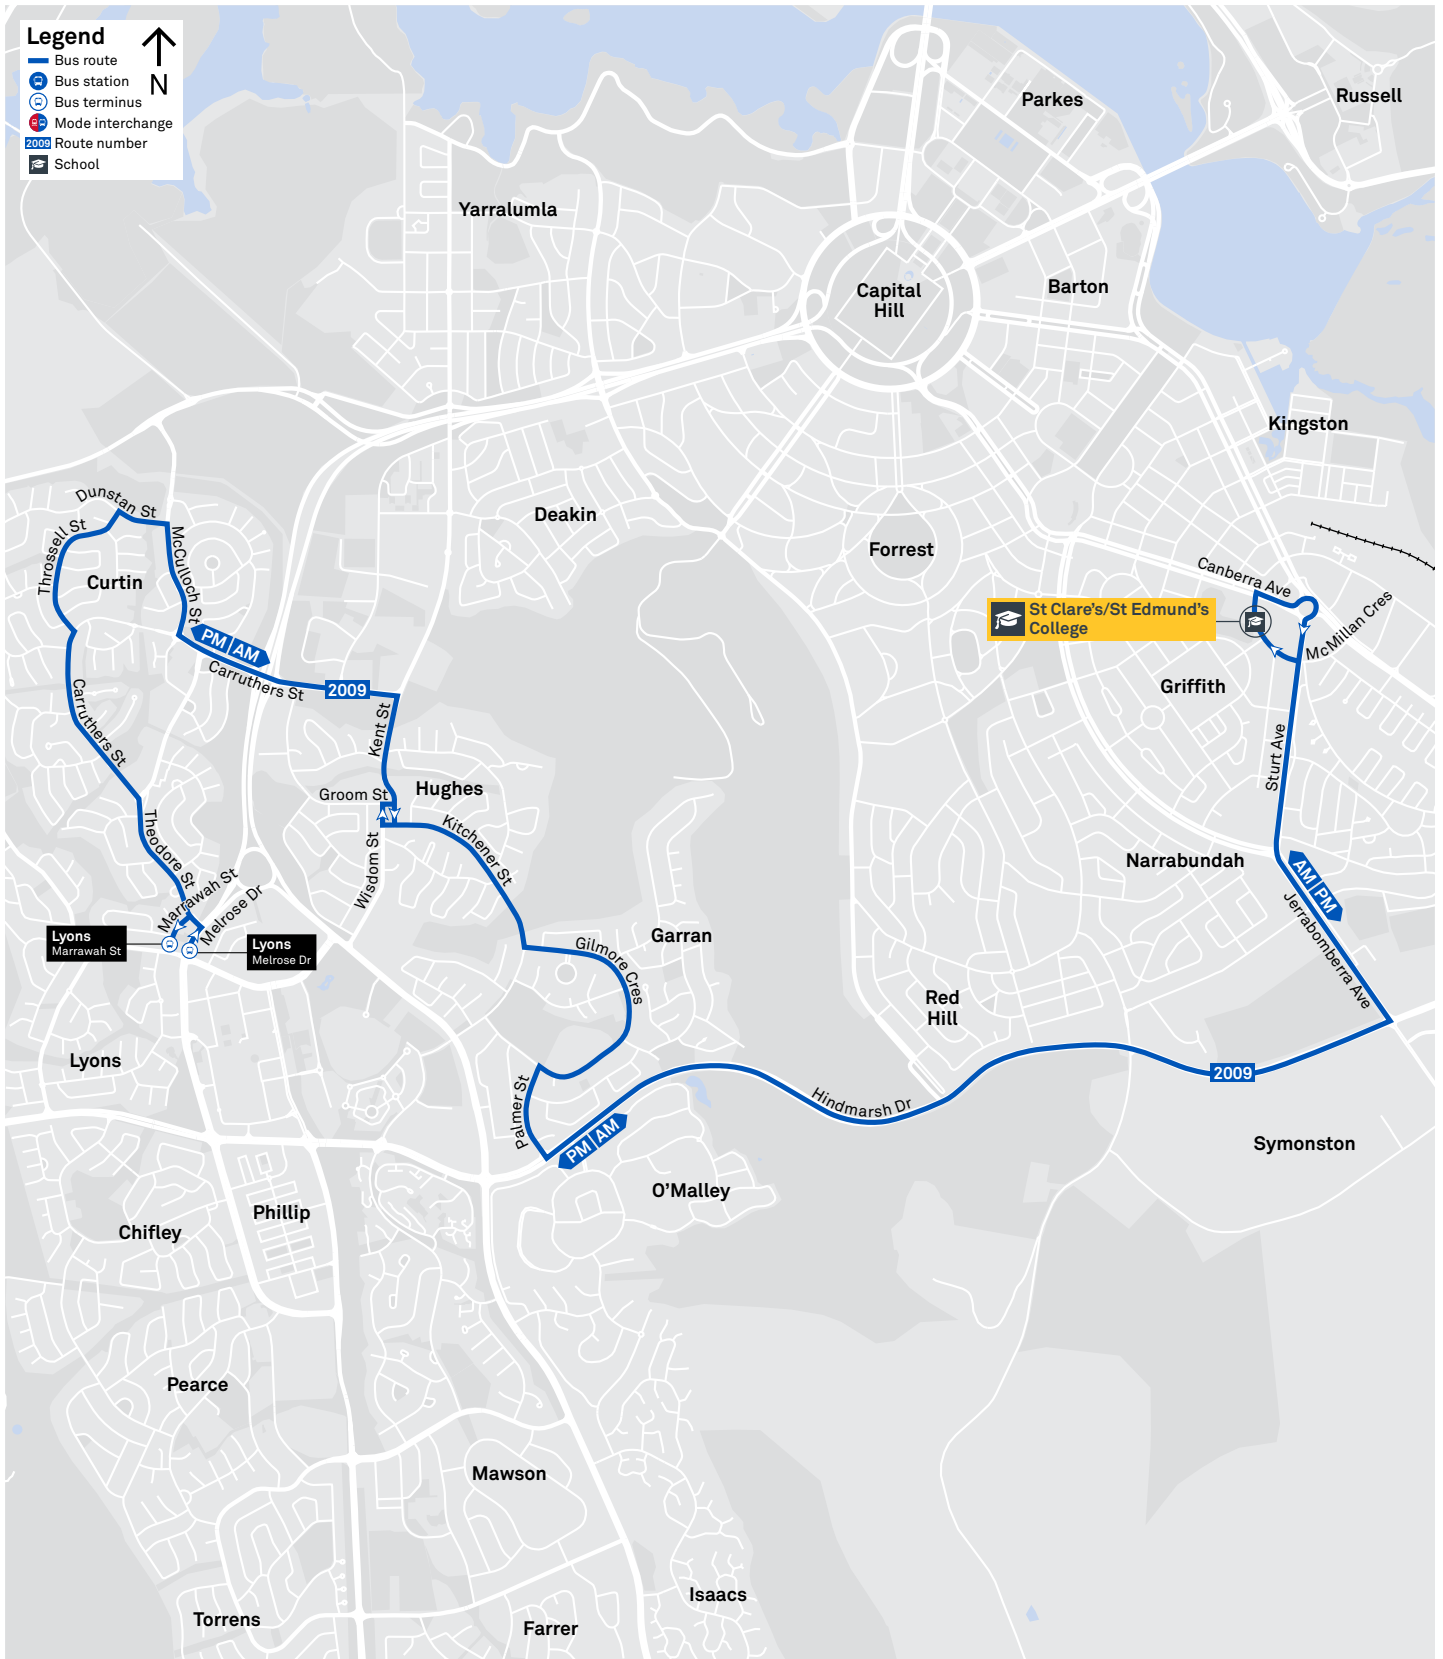 Legend
N
Bus route
Bus station
Bus terminus
Mode interchange
2009 Route number
School
Parkes
Russell
Yarralumla
Capital
Hill
Barton
Kingston
Deakin
Forrest
Dunstan St
Throssell St
McCulloch St
Curtin
PM AM
Carruthers St
2009
Kent St
Carruthers St
Groom St
Hughes
Kitchener St
Wisdom St
Theodore St
Marrawah St
Melrose Dr
Lyons
Marrawah St
Lyons
Melrose Dr
Canberra Ave
McMillan Cres
St Clare's/St Edmund's
College
Griffith
Sturt Ave
Narrabundah
AM PM
Jerrabomberra Ave
Garran
Gilmore Cres
Red
Hill
Lyons
Palmer St
PM AM
Hindmarsh Dr
2009
Symonston
O'Malley
Phillip
Chifley
Pearce
Mawson
Isaacs
Torrens
Farrer